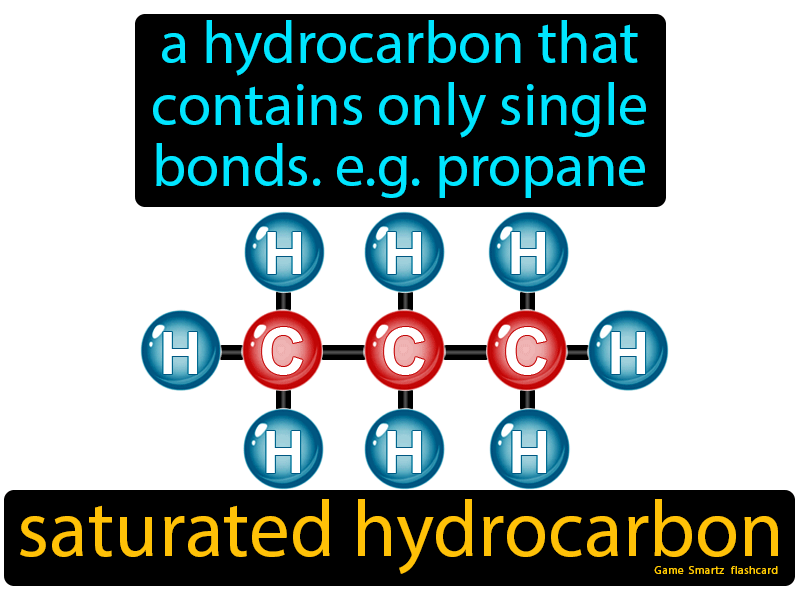 a hydrocarbon that
contains only single
bonds. e.g. propane
H H H
H C C C H
H H H
saturated hydrocarbon
Game Smartz flashcard